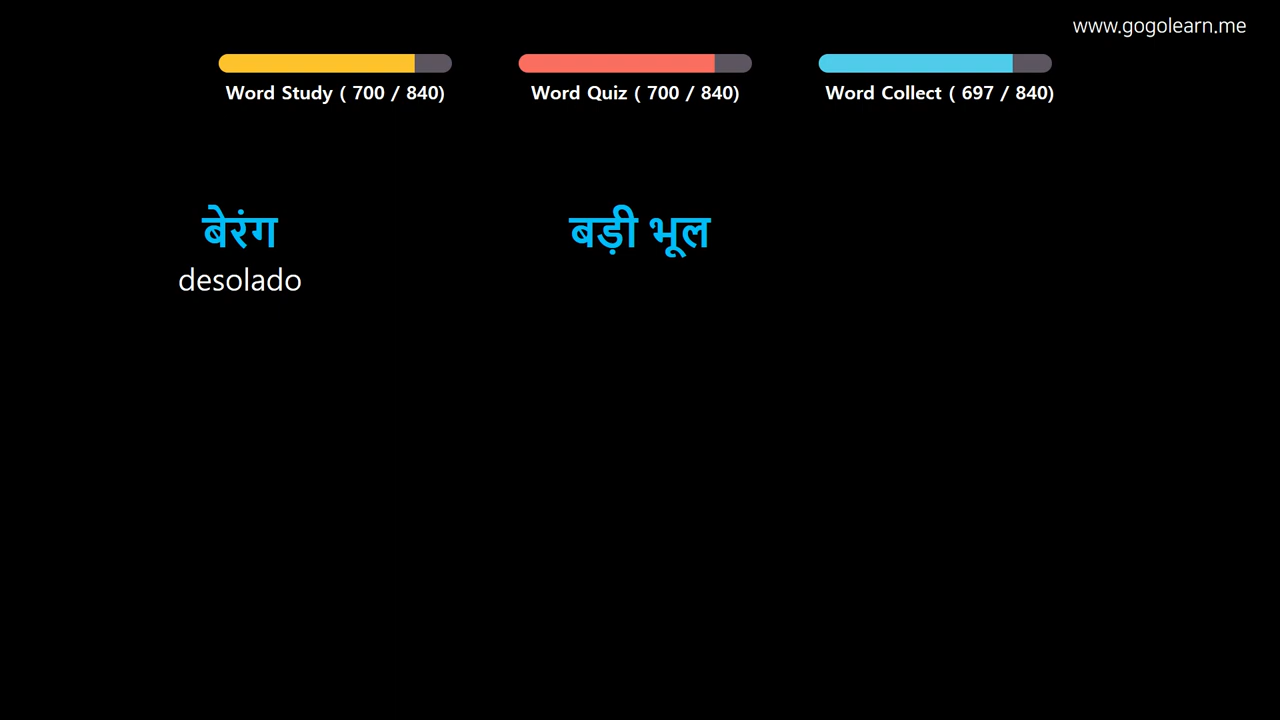 www.gogolearn.me
Word Study ( 700 / 840)
Word Quiz ( 700 / 840)
Word Collect ( 697 / 840)
बेरंग
बड़ी भूल
desolado